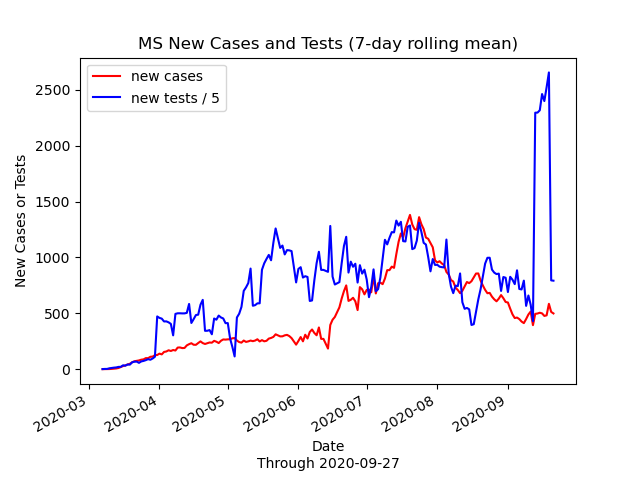 MS New Cases and Tests (7-day rolling mean)
new cases
new tests / 5
New Cases or Tests
2500
2000
1500
1000
500
0
2020-03
2020-04
2020-05
2020-06
2020-07
2020-08
2020-09
Date
Through 2020-09-27